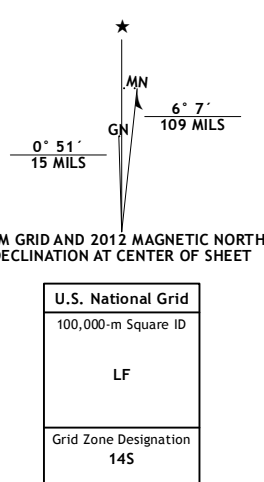 ★
MN
GN
6° 7´
109 MILS
0° 51´
15 MILS
M GRID AND 2012 MAGNETIC NORTH
DECLINATION AT CENTER OF SHEET
U.S. National Grid
100,000-m Square ID
LF
Grid Zone Designation
14S